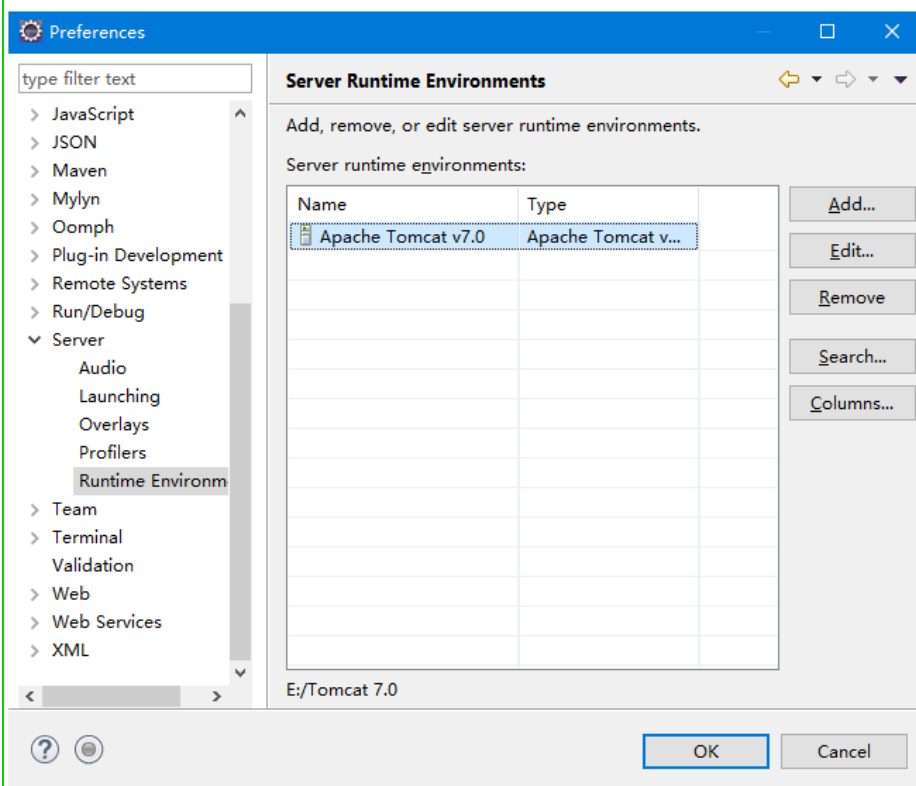 Preferences
type filter text
JavaScript
JSON
Maven
Mylyn
Oomph
Plug-in Development
Remote Systems
Run/Debug
Server
Audio
Launching
Overlays
Profilers
Runtime Environm
Team
Terminal
Validation
Web
Web Services
XML
Server Runtime Environments
Add, remove, or edit server runtime environments.
Server runtime environments:
Name Type
Apache Tomcat v7.0 Apache Tomcat v...
E:/Tomcat 7.0
Add...
Edit...
Remove
Search...
Columns...
?
OK Cancel